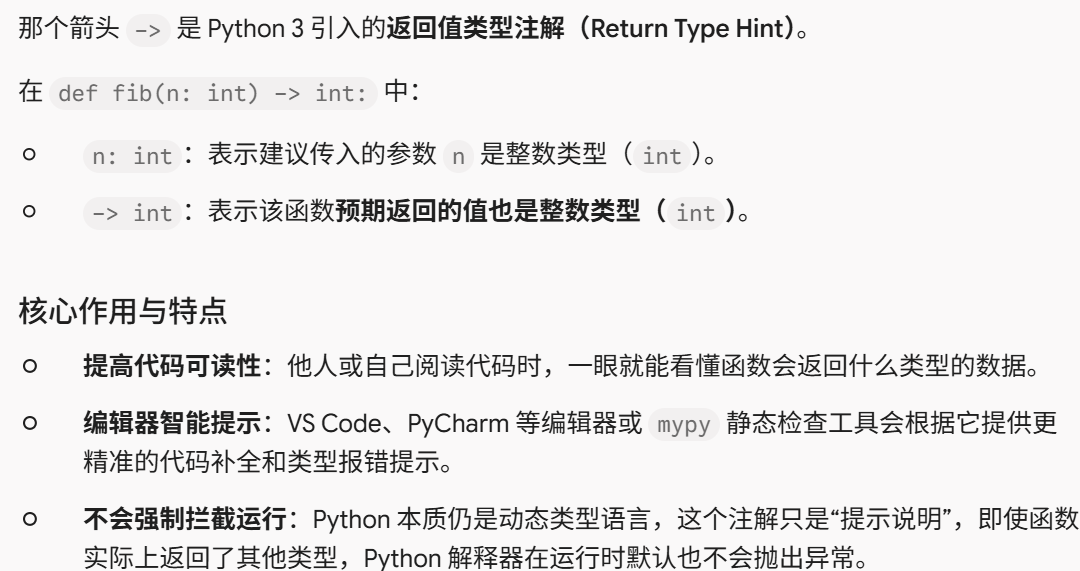 那个箭头 -> 是 Python 3 引入的返回值类型注解（Return Type Hint）。
在 def fib(n: int) -> int: 中：
n: int：表示建议传入的参数 n 是整数类型（int）。
-> int：表示该函数预期返回的值也是整数类型（int）。
核心作用与特点
提高代码可读性：他人或自己阅读代码时，一眼就能看懂函数会返回什么类型的数据。
编辑器智能提示：VS Code、PyCharm 等编辑器或 mypy 静态检查工具会根据它提供更
精准的代码补全和类型报错提示。
不会强制拦截运行：Python 本质仍是动态类型语言，这个注解只是“提示说明”，即使函数
实际上返回了其他类型，Python 解释器在运行时默认也不会抛出异常。